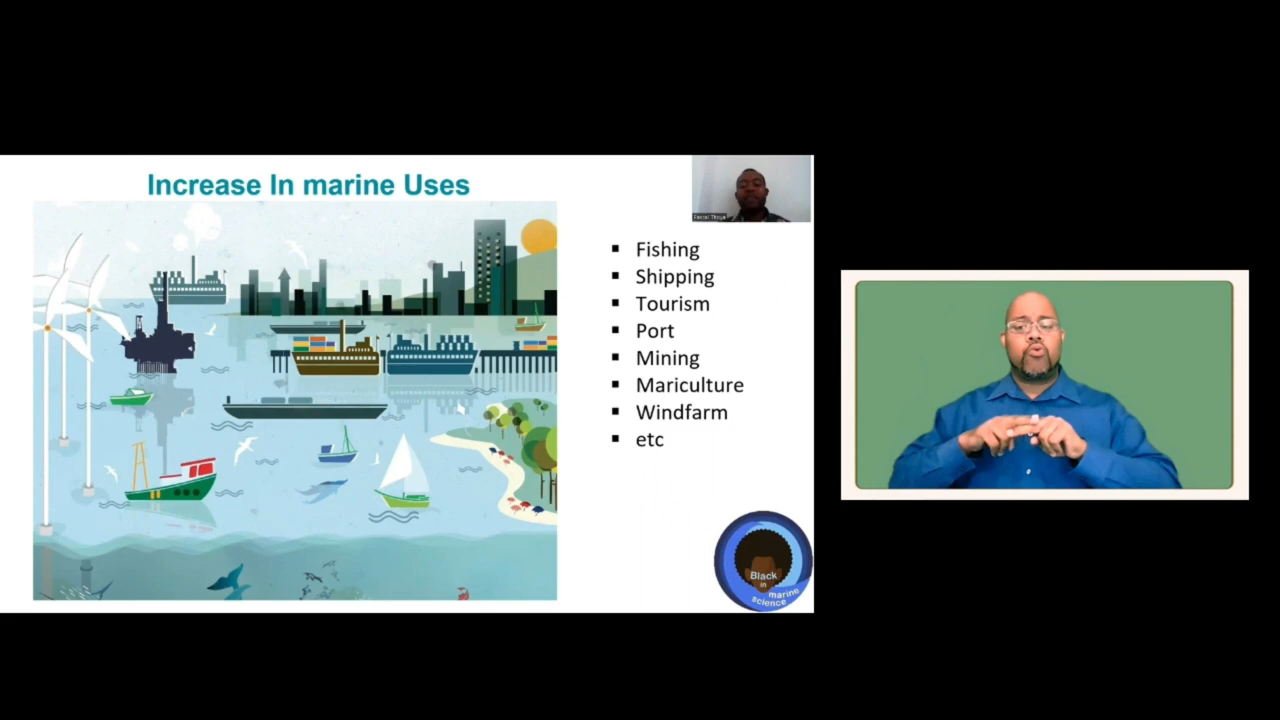 Increase In marine Uses
Fishing
Shipping
Tourism
Port
Mining
Mariculture
Windfarm
etc
Black
in
marine
science